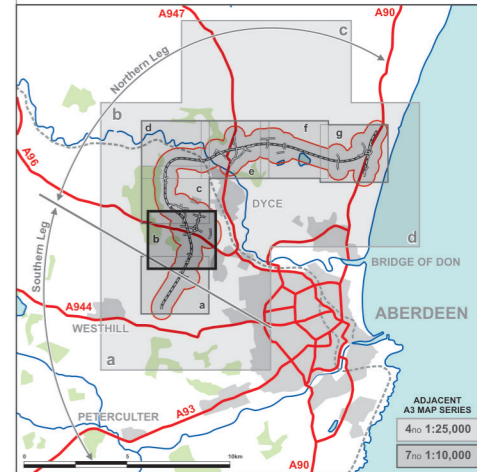 A947
A90
Northern Leg
c
b
d
f
g
A96
e
c
DYCE
b
d
Southern Leg
BRIDGE OF DON
a
A944
ABERDEEN
WESTHILL
a
ADJACENT
A3 MAP SERIES
A93
4no 1:25,000
PETERCULTER
7no 1:10,000
0 5 10km
A90